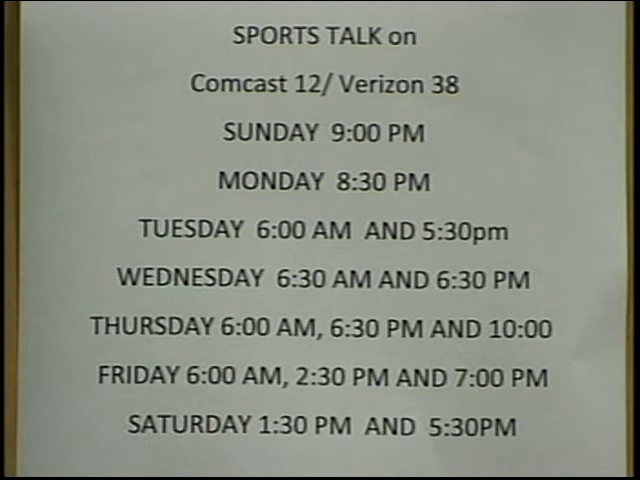 SPORTS TALK on
Comcast 12/ Verizon 38
SUNDAY  9:00 PM
MONDAY  8:30 PM
TUESDAY  6:00 AM  AND 5:30pm
WEDNESDAY  6:30 AM AND 6:30 PM
THURSDAY 6:00 AM, 6:30 PM AND 10:00
FRIDAY 6:00 AM, 2:30 PM AND 7:00 PM
SATURDAY 1:30 PM  AND  5:30PM